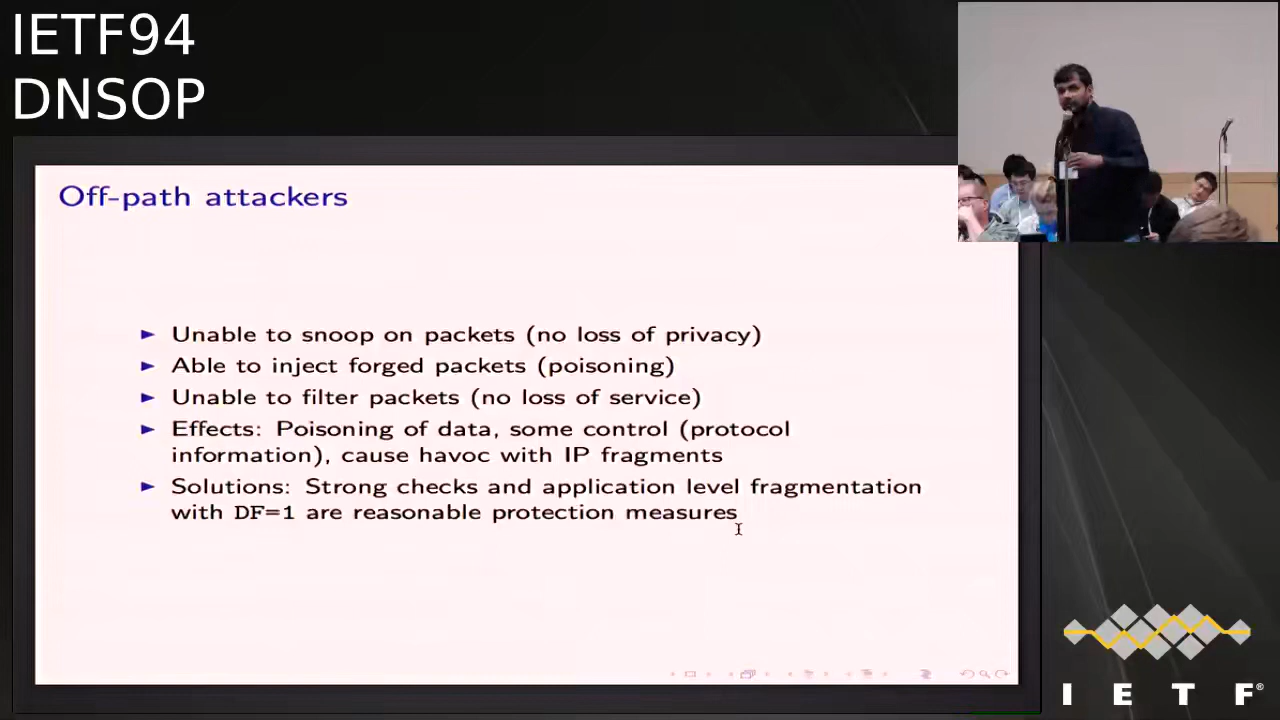 IETF94
DNSOP
Off-path attackers
Unable to snoop on packets (no loss of privacy)
Able to inject forged packets (poisoning)
Unable to filter packets (no loss of service)
Effects: Poisoning of data, some control (protocol
information), cause havoc with IP fragments
Solutions: Strong checks and application level fragmentation
with DF=1 are reasonable protection measures
I E T F®